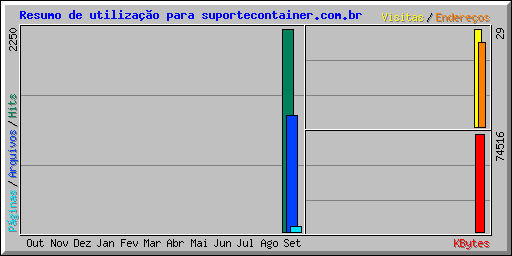 Resumo de utilização para suportecontainer.com.br
Visitas / Endereços
2250
29
Páginas / Arquivos / Hits
74516
Out Nov Dez Jan Fev Mar Abr Mai Jun Jul Ago Set
KBytes